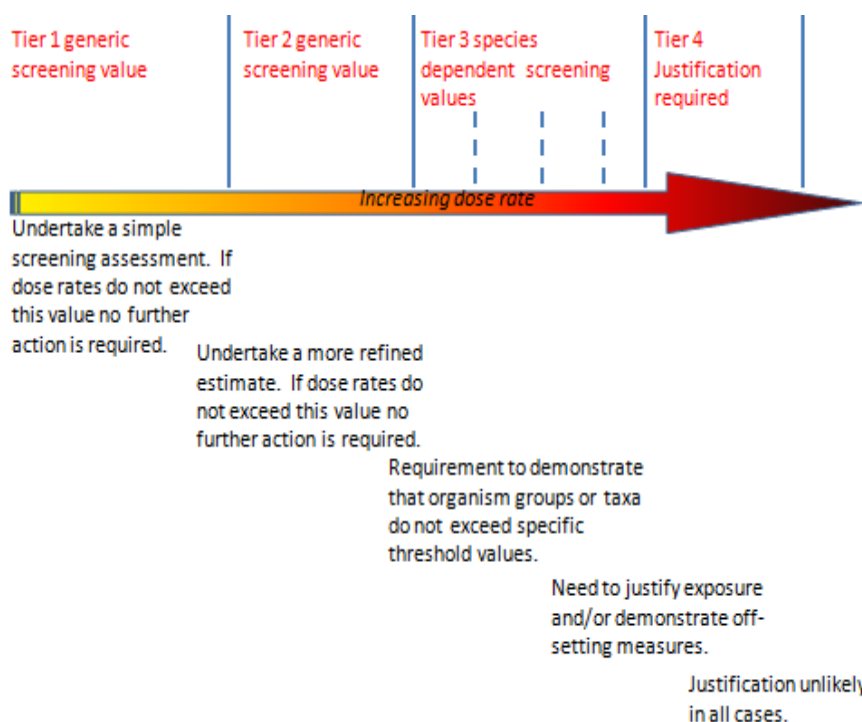 Tier 1 generic
screening value
Tier 2 generic
screening value
Tier 3 species
dependent screening
values
Tier 4
Justification
required
Increasing dose rate
Undertake a simple
screening assessment. If
dose rates do not exceed
this value no further
action is required.
Undertake a more refined
estimate. If dose rates do
not exceed this value no
further action is required.
Requirement to demonstrate
that organism groups or taxa
do not exceed specific
threshold values.
Need to justify exposure
and/or demonstrate off-
setting measures.
Justification unlikely
in all cases.